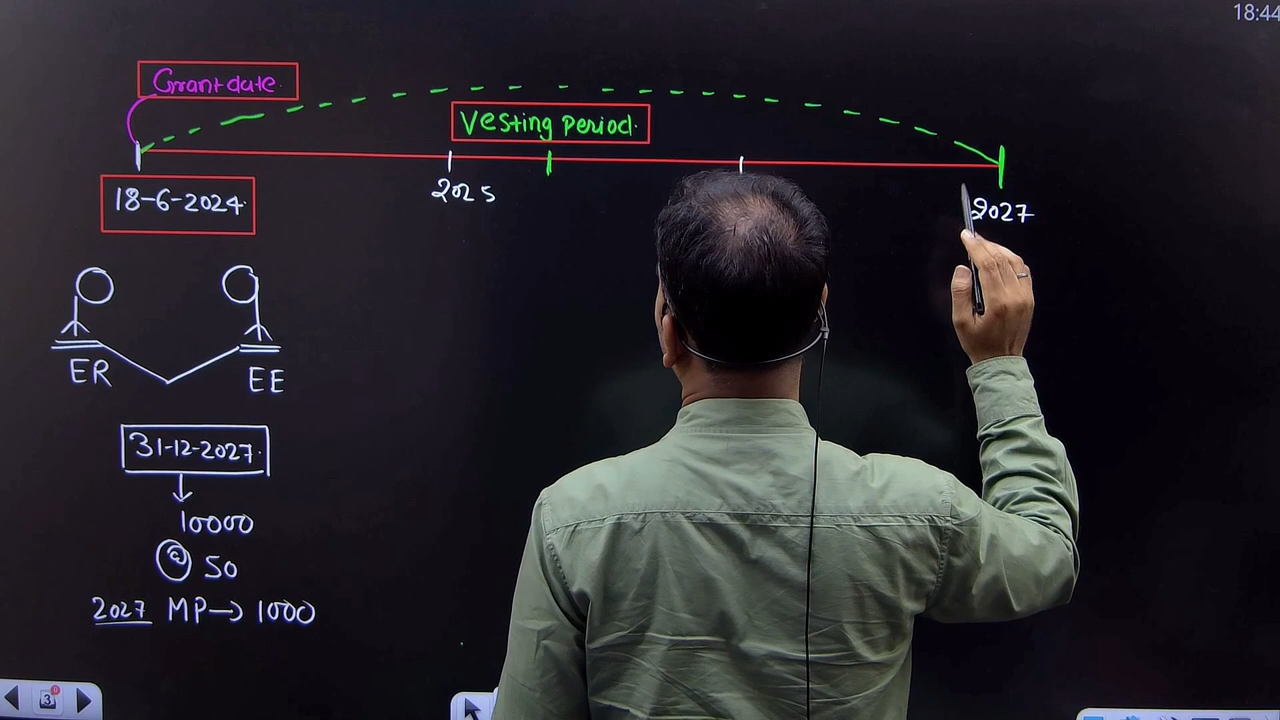 18:44
Grant date
Vesting period
18-6-2024
2025
2027
ER
EE
31-12-2027
10000
@ 50
2027 MP→ 1000
3